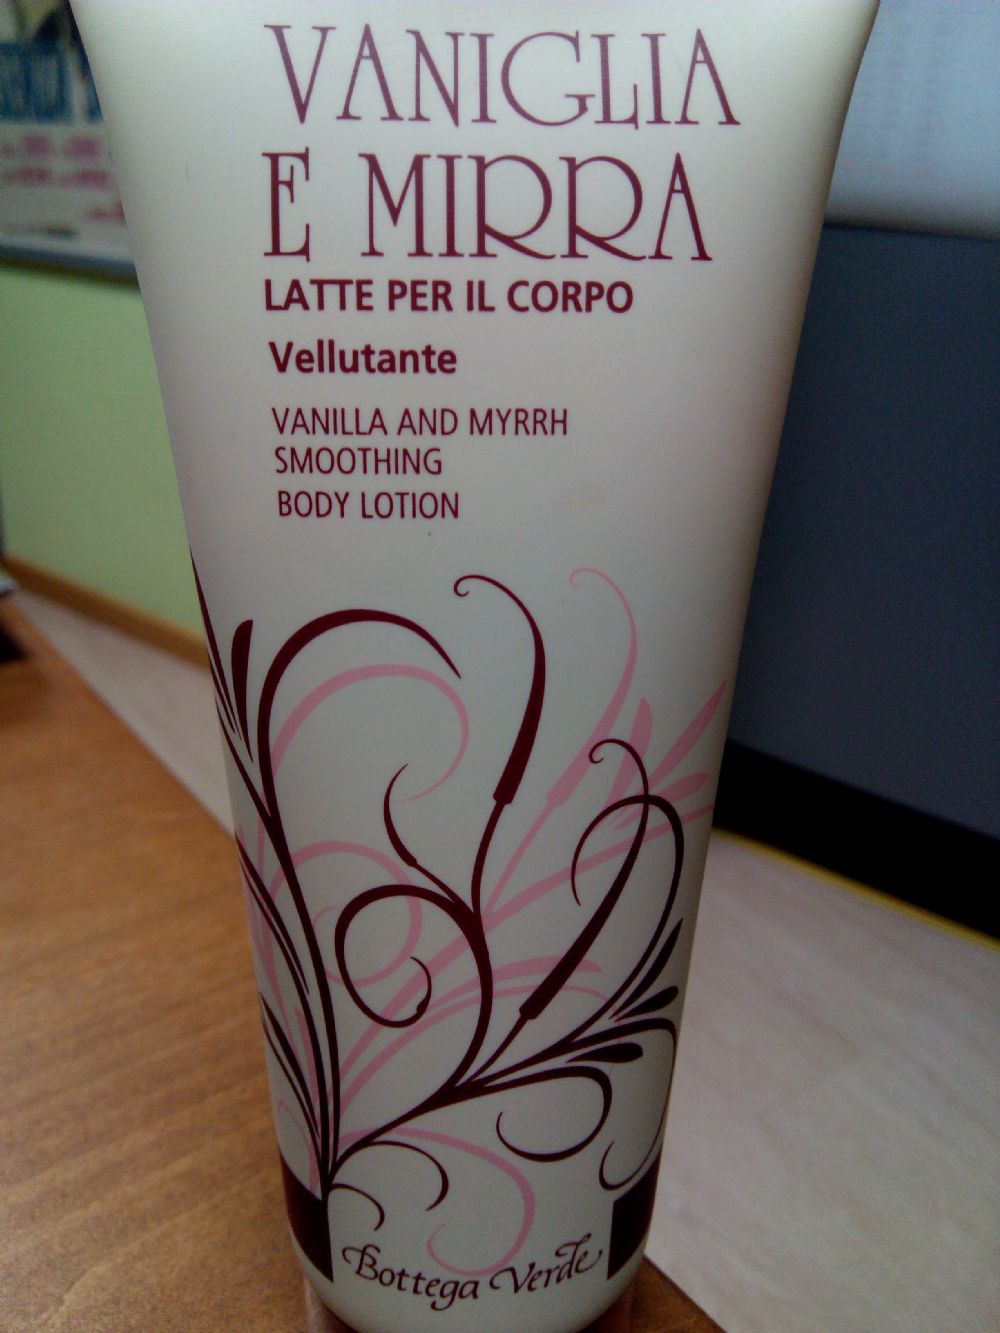 VANIGLIA
E MIRRA
LATTE PER IL CORPO
Vellutante
VANILLA AND MYRRH
SMOOTHING
BODY LOTION
Bottega Verde